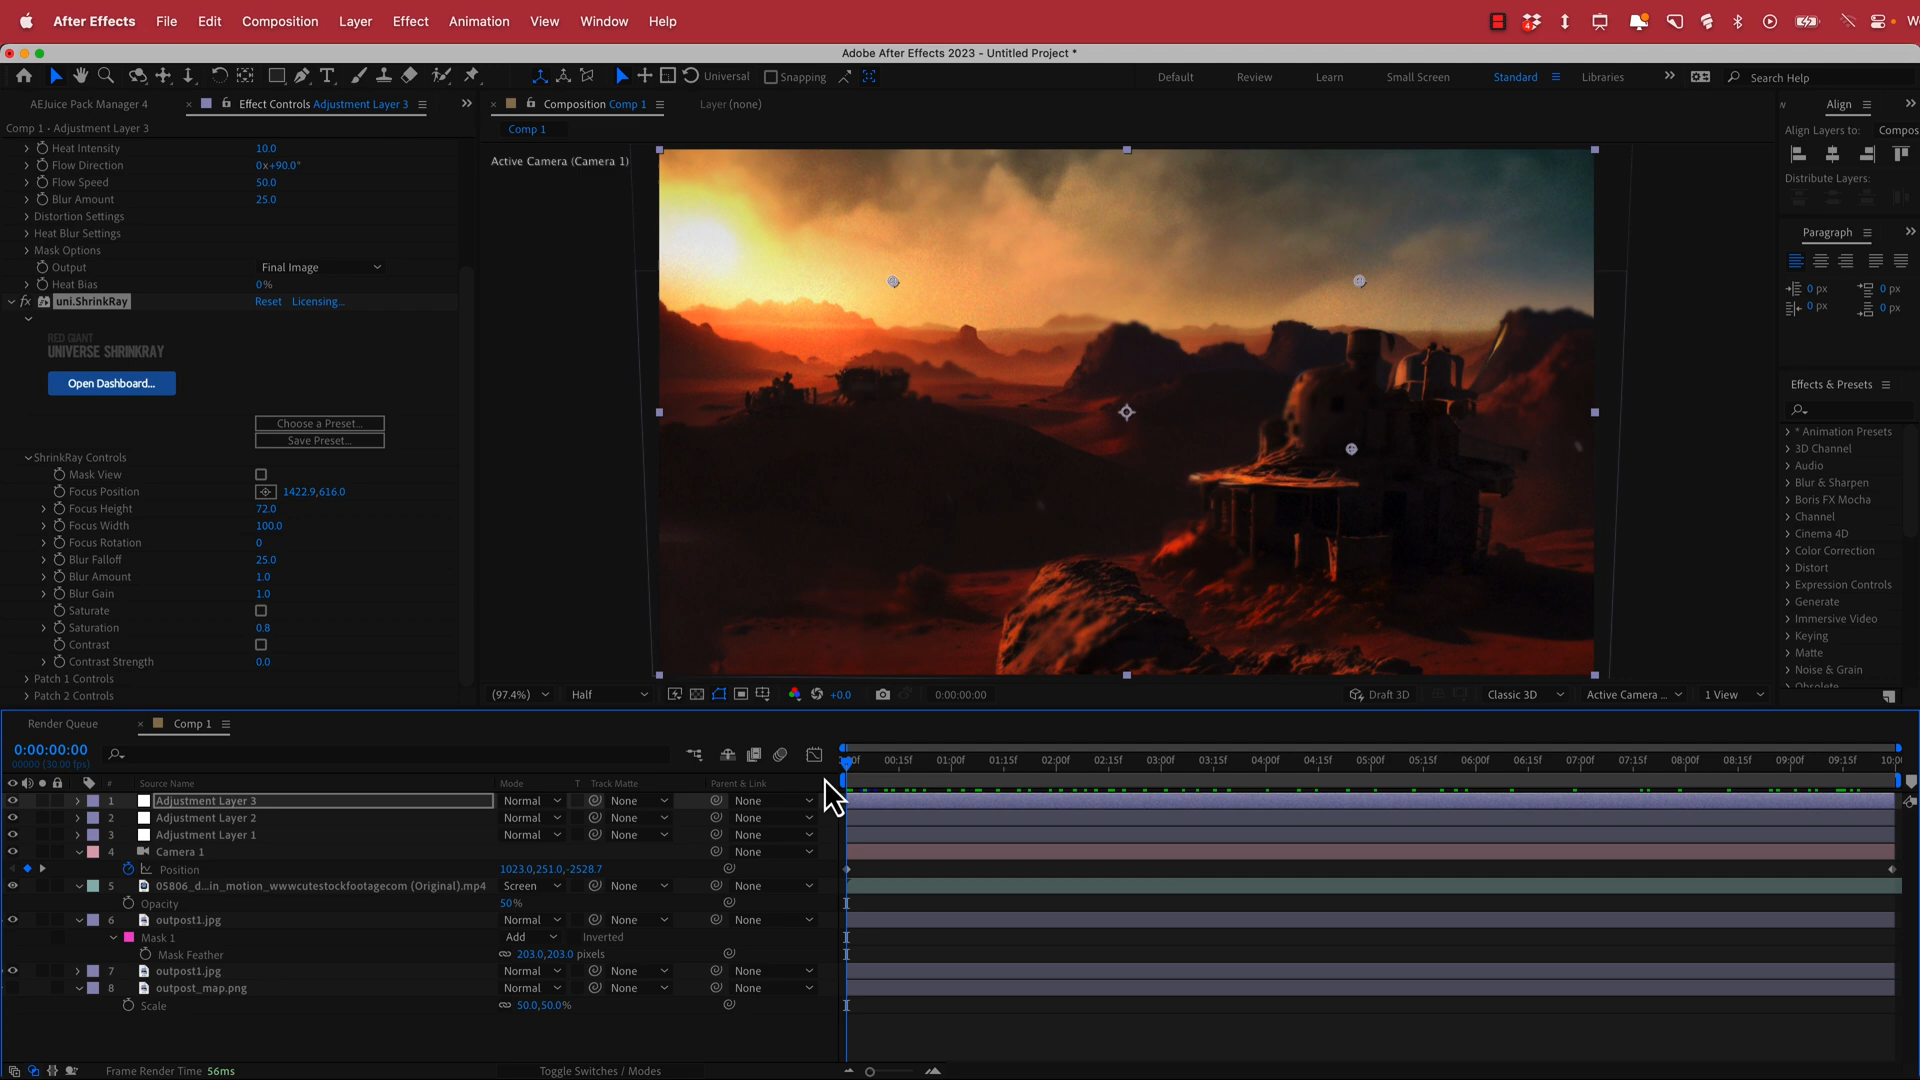 After Effects File Edit Composition Layer Effect Animation View Window Help
Adobe After Effects 2023 - Untitled Project *
Universal Snapping Default Review Learn Small Screen Standard Libraries Search Help
AEJuice Pack Manager 4 Effect Controls Adjustment Layer 3
Composition Comp 1 Layer (none)
Comp 1 • Adjustment Layer 3
Comp 1
Active Camera (Camera 1)
Heat Intensity 10.0
Flow Direction 0x+90.0°
Flow Speed 50.0
Blur Amount 25.0
Distortion Settings
Heat Blur Settings
Mask Options
Output Final Image
Heat Bias 0%
fx uni.ShrinkRay Reset Licensing...
RED GIANT
UNIVERSE SHRINKRAY
Open Dashboard...
Choose a Preset...
Save Preset...
ShrinkRay Controls
Mask View
Focus Position 1422.9,616.0
Focus Height 72.0
Focus Width 100.0
Focus Rotation 0
Blur Falloff 25.0
Blur Amount 1.0
Blur Gain 1.0
Saturate
Saturation 0.8
Contrast
Contrast Strength 0.0
Patch 1 Controls
Patch 2 Controls
(97.4%) Half +0.0 0:00:00:00 Draft 3D Classic 3D Active Camera ... 1 View
Align
Align Layers to: Compos
Distribute Layers:
Paragraph
0 px 0 px
0 px 0 px
Effects & Presets
* Animation Presets
3D Channel
Audio
Blur & Sharpen
Boris FX Mocha
Channel
Cinema 4D
Color Correction
Distort
Expression Controls
Generate
Immersive Video
Keying
Matte
Noise & Grain
Obsolete
Render Queue Comp 1
0:00:00:00
00000 (30.00 fps)
00:15f 01:00f 01:15f 02:00f 02:15f 03:00f 03:15f 04:00f 04:15f 05:00f 05:15f 06:00f 06:15f 07:00f 07:15f 08:00f 08:15f 09:00f 09:15f 10:0
# Source Name Mode T Track Matte Parent & Link
1 Adjustment Layer 3 Normal None None
2 Adjustment Layer 2 Normal None None
3 Adjustment Layer 1 Normal None None
4 Camera 1 None
Position 1023.0,251.0,-2528.7
5 05806_d...in_motion_wwwcutestockfootagecom (Original).mp4 Screen None None
Opacity 50%
6 outpost1.jpg Normal None None
Mask 1 Add Inverted
Mask Feather 203.0,203.0 pixels
7 outpost1.jpg Normal None None
8 outpost_map.png Normal None None
Scale 50.0,50.0%
Frame Render Time 56ms Toggle Switches / Modes